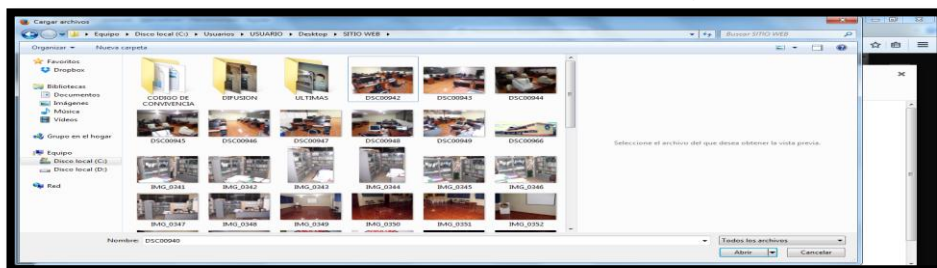 Cargar archivos
Equipo ▸ Disco local (C:) ▸ Usuarios ▸ USUARIO ▸ Desktop ▸ SITIO WEB ▸
Buscar SITIO WEB
Organizar
Nueva carpeta
Favoritos
Dropbox
Bibliotecas
Documentos
Imágenes
Música
Videos
Grupo en el hogar
Equipo
Disco local (C:)
Disco local (D:)
Red
CODIGO DE CONVIVENCIA
DIFUSION
ULTIMAS
DSC00942
DSC00943
DSC00944
DSC00945
DSC00946
DSC00947
DSC00948
DSC00949
DSC00966
IMG_0341
IMG_0342
IMG_0343
IMG_0344
IMG_0345
IMG_0346
IMG_0347
IMG_0348
IMG_0349
IMG_0350
IMG_0351
IMG_0352
Seleccione el archivo del que desea obtener la vista previa.
Nombre: DSC00940
Todos los archivos
Abrir
Cancelar